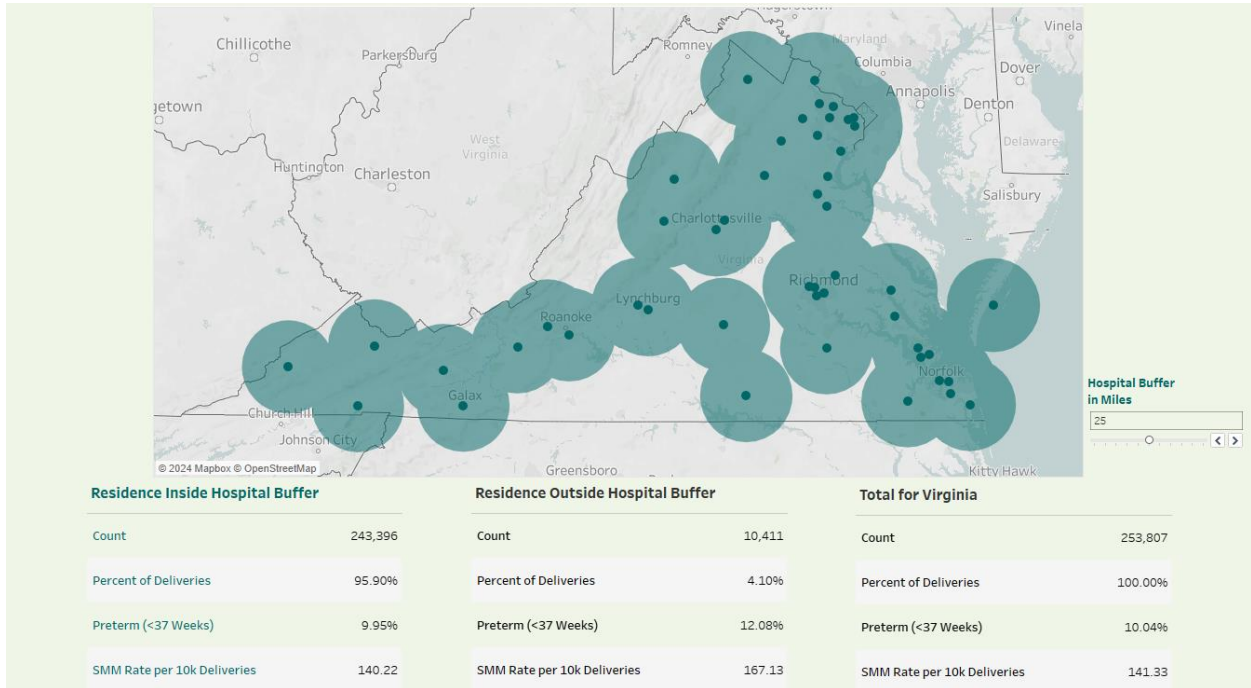 Hagerstown
Chillicothe
Parkersburg
Romney
Maryland
Vinela
Columbia
Dover
Annapolis
getown
Denton
West
Virginia
Delaware
Huntington
Charleston
Salisbury
Charlottesville
Virginia
Richmond
Lynchburg
Roanoke
Norfolk
Galax
Church Hill
Johnson City
© 2024 Mapbox © OpenStreetMap
Greensboro
Kitty Hawk
Hospital Buffer
in Miles
25
Residence Inside Hospital Buffer
Count 243,396
Percent of Deliveries 95.90%
Preterm (<37 Weeks) 9.95%
SMM Rate per 10k Deliveries 140.22
Residence Outside Hospital Buffer
Count 10,411
Percent of Deliveries 4.10%
Preterm (<37 Weeks) 12.08%
SMM Rate per 10k Deliveries 167.13
Total for Virginia
Count 253,807
Percent of Deliveries 100.00%
Preterm (<37 Weeks) 10.04%
SMM Rate per 10k Deliveries 141.33